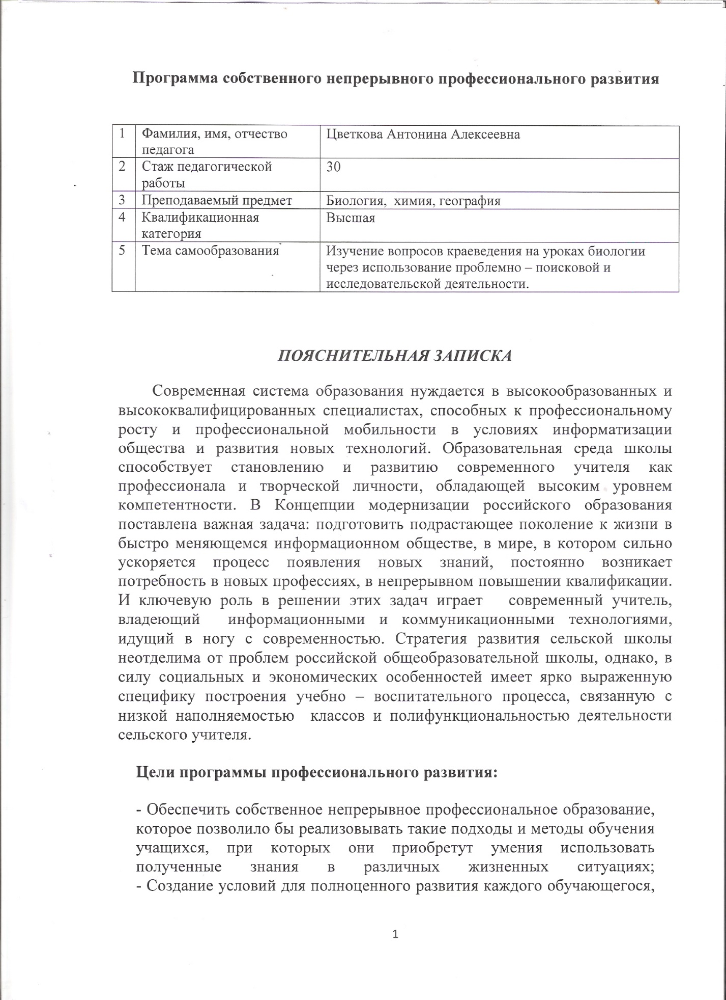 Программа собственного непрерывного профессионального развития
1 Фамилия, имя, отчество Цветкова Антонина Алексеевна
педагога
2 Стаж педагогической 30
работы
3 Преподаваемый предмет Биология, химия, география
4 Квалификационная Высшая
категория
5 Тема самообразования Изучение вопросов краеведения на уроках биологии
через использование проблемно – поисковой и
исследовательской деятельности.
ПОЯСНИТЕЛЬНАЯ ЗАПИСКА
Современная система образования нуждается в высокообразованных и
высококвалифицированных специалистах, способных к профессиональному
росту и профессиональной мобильности в условиях информатизации
общества и развития новых технологий. Образовательная среда школы
способствует становлению и развитию современного учителя как
профессионала и творческой личности, обладающей высоким уровнем
компетентности. В Концепции модернизации российского образования
поставлена важная задача: подготовить подрастающее поколение к жизни в
быстро меняющемся информационном обществе, в мире, в котором сильно
ускоряется процесс появления новых знаний, постоянно возникает
потребность в новых профессиях, в непрерывном повышении квалификации.
И ключевую роль в решении этих задач играет современный учитель,
владеющий информационными и коммуникационными технологиями,
идущий в ногу с современностью. Стратегия развития сельской школы
неотделима от проблем российской общеобразовательной школы, однако, в
силу социальных и экономических особенностей имеет ярко выраженную
специфику построения учебно – воспитательного процесса, связанную с
низкой наполняемостью классов и полифункциональностью деятельности
сельского учителя.
Цели программы профессионального развития:
- Обеспечить собственное непрерывное профессиональное образование,
которое позволило бы реализовывать такие подходы и методы обучения
учащихся, при которых они приобретут умения использовать
полученные знания в различных жизненных ситуациях;
- Создание условий для полноценного развития каждого обучающегося,
1